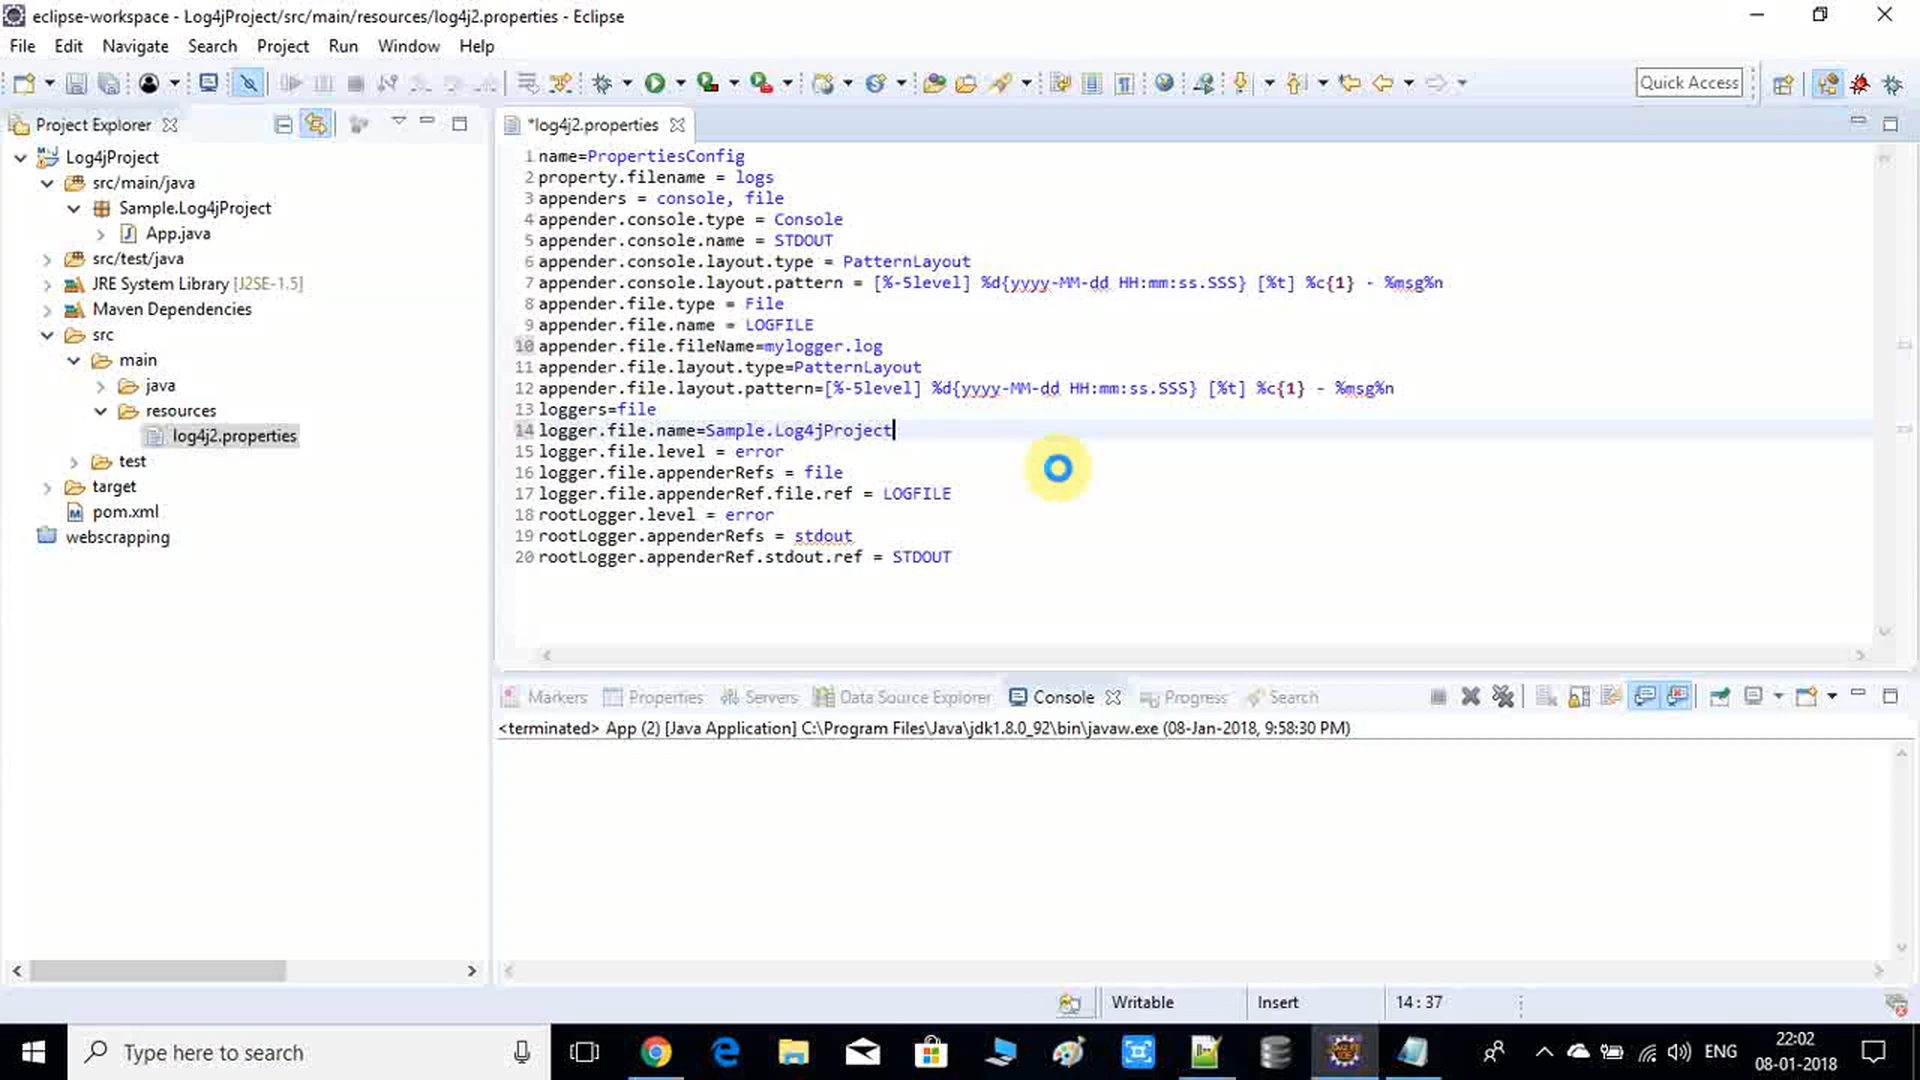 eclipse-workspace - Log4jProject/src/main/resources/log4j2.properties - Eclipse
File Edit Navigate Search Project Run Window Help
Quick Access
Project Explorer
*log4j2.properties
Log4jProject
src/main/java
Sample.Log4jProject
App.java
src/test/java
JRE System Library [J2SE-1.5]
Maven Dependencies
src
main
java
resources
log4j2.properties
test
target
pom.xml
webscrapping
1 name=PropertiesConfig
2 property.filename = logs
3 appenders = console, file
4 appender.console.type = Console
5 appender.console.name = STDOUT
6 appender.console.layout.type = PatternLayout
7 appender.console.layout.pattern = [%-5level] %d{yyyy-MM-dd HH:mm:ss.SSS} [%t] %c{1} - %msg%n
8 appender.file.type = File
9 appender.file.name = LOGFILE
10 appender.file.fileName=mylogger.log
11 appender.file.layout.type=PatternLayout
12 appender.file.layout.pattern=[%-5level] %d{yyyy-MM-dd HH:mm:ss.SSS} [%t] %c{1} - %msg%n
13 loggers=file
14 logger.file.name=Sample.Log4jProject
15 logger.file.level = error
16 logger.file.appenderRefs = file
17 logger.file.appenderRef.file.ref = LOGFILE
18 rootLogger.level = error
19 rootLogger.appenderRefs = stdout
20 rootLogger.appenderRef.stdout.ref = STDOUT
Markers Properties Servers Data Source Explorer Console Progress Search
<terminated> App (2) [Java Application] C:\Program Files\Java\jdk1.8.0_92\bin\javaw.exe (08-Jan-2018, 9:58:30 PM)
Writable Insert 14 : 37
Type here to search
ENG
22:02
08-01-2018